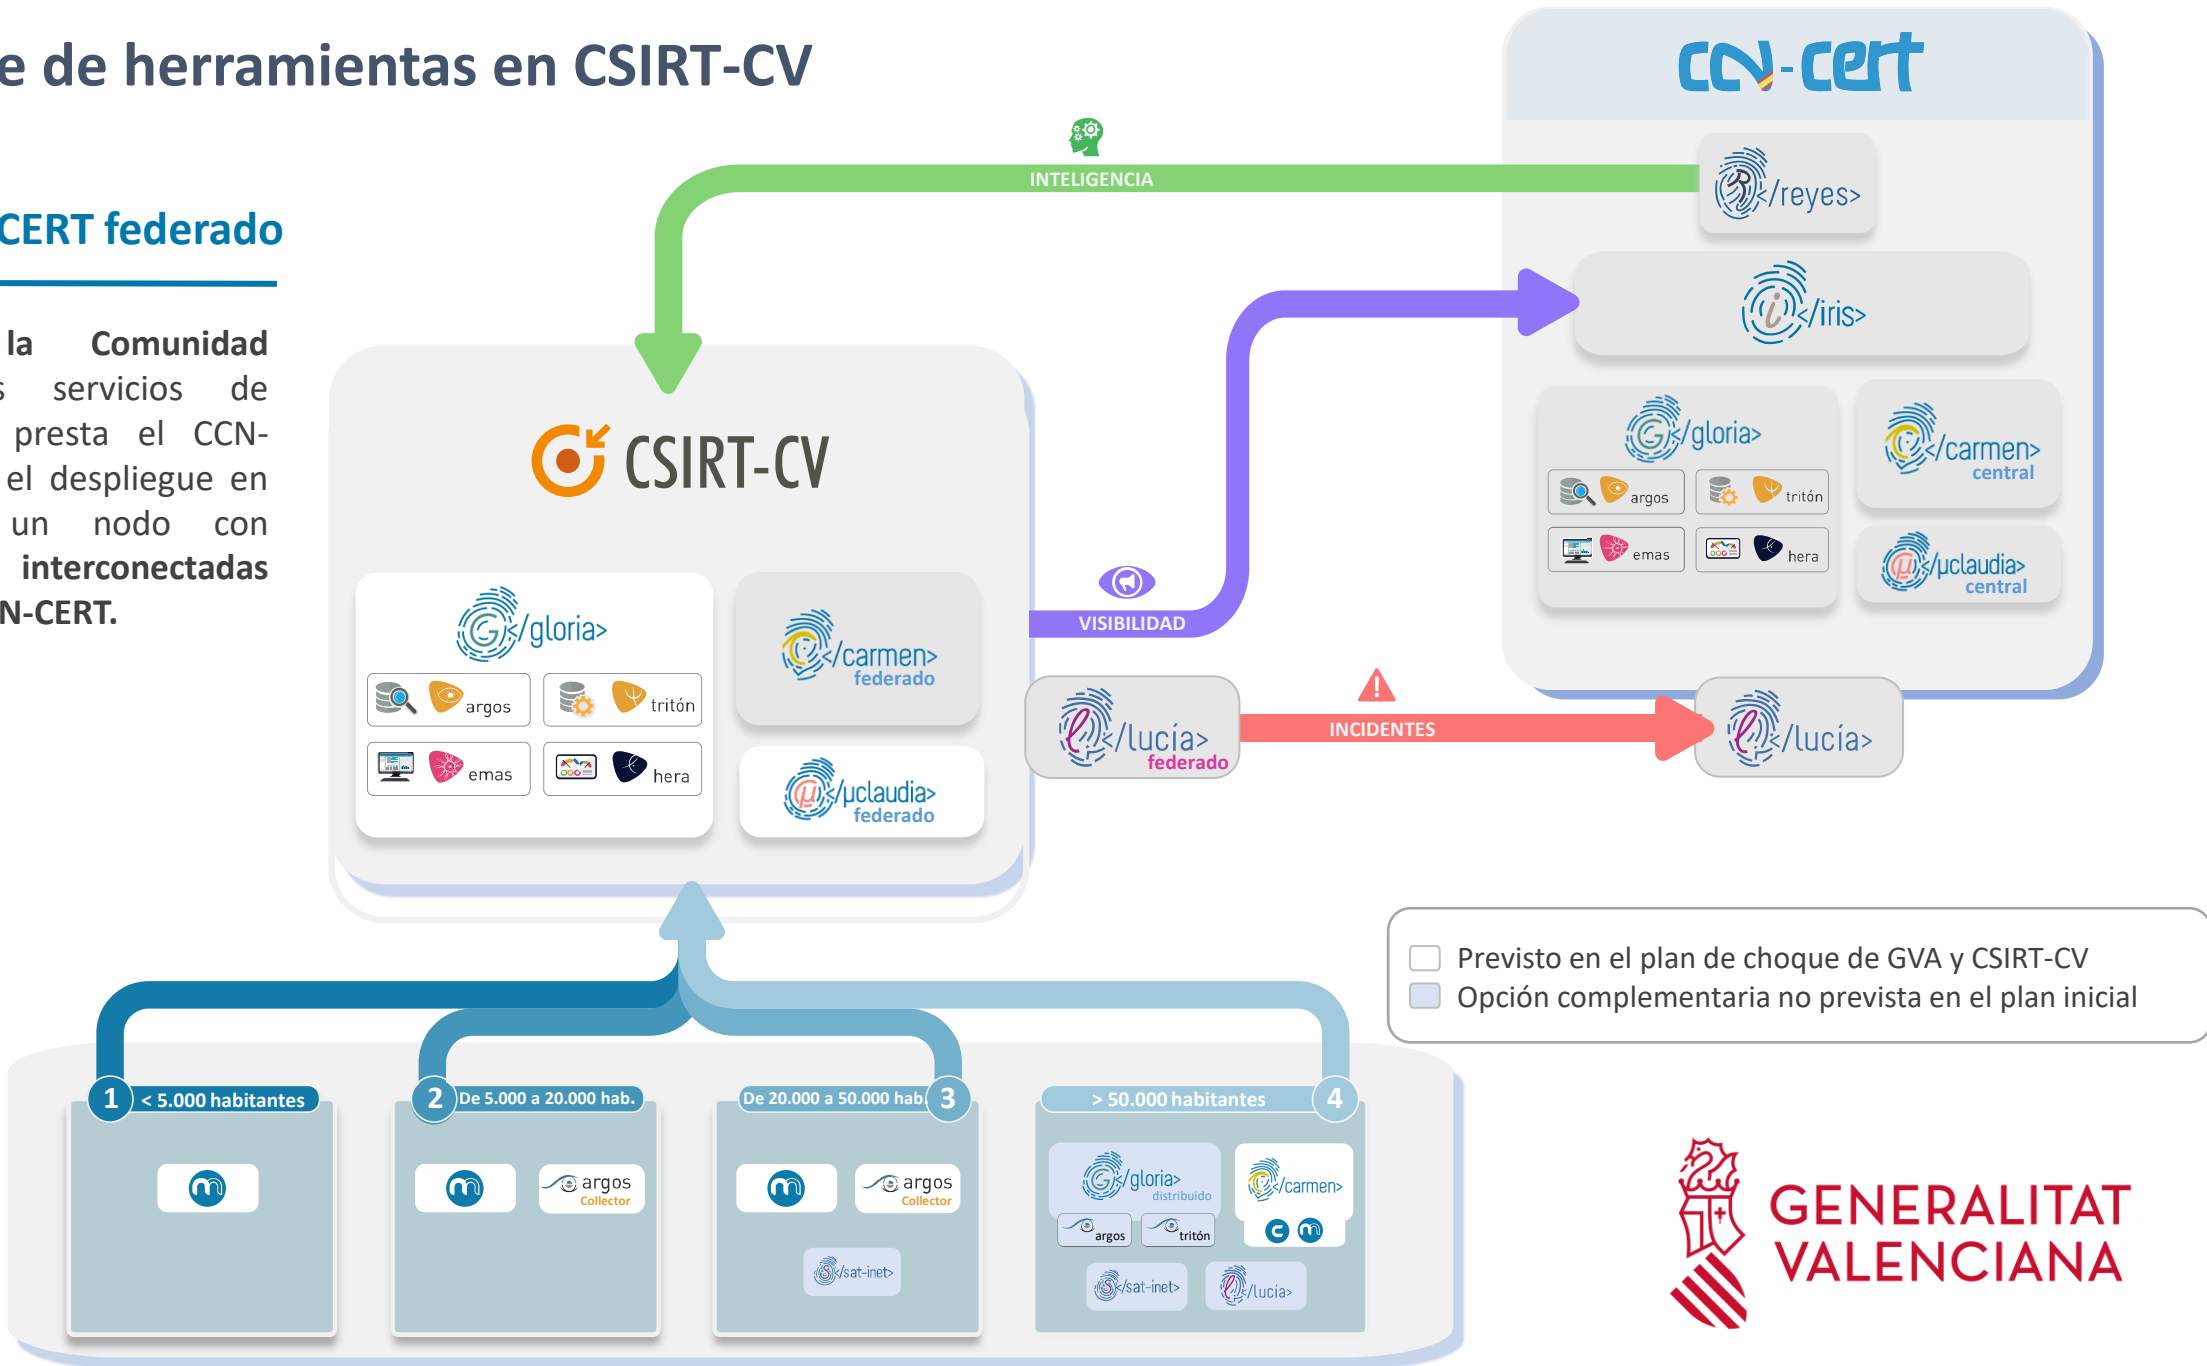 e de herramientas en CSIRT-CV
CERT federado
la Comunidad
s servicios de
presta el CCN-
el despliegue en
un nodo con
interconectadas
N-CERT.
INTELIGENCIA
ccn-cert
</reyes>
</iris>
</gloria>
argos
tritón
emas
hera
</carmen>
central
</µclaudia>
central
CSIRT-CV
</gloria>
argos
tritón
emas
hera
</carmen>
federado
</µclaudia>
federado
VISIBILIDAD
</lucía>
federado
INCIDENTES
</lucía>
Previsto en el plan de choque de GVA y CSIRT-CV
Opción complementaria no prevista en el plan inicial
1 < 5.000 habitantes
m
2 De 5.000 a 20.000 hab.
m
argos
Collector
De 20.000 a 50.000 hab. 3
m
argos
Collector
</sat-inet>
> 50.000 habitantes 4
</gloria>
distribuido
argos
tritón
</carmen>
c m
</sat-inet>
</lucía>
GENERALITAT
VALENCIANA